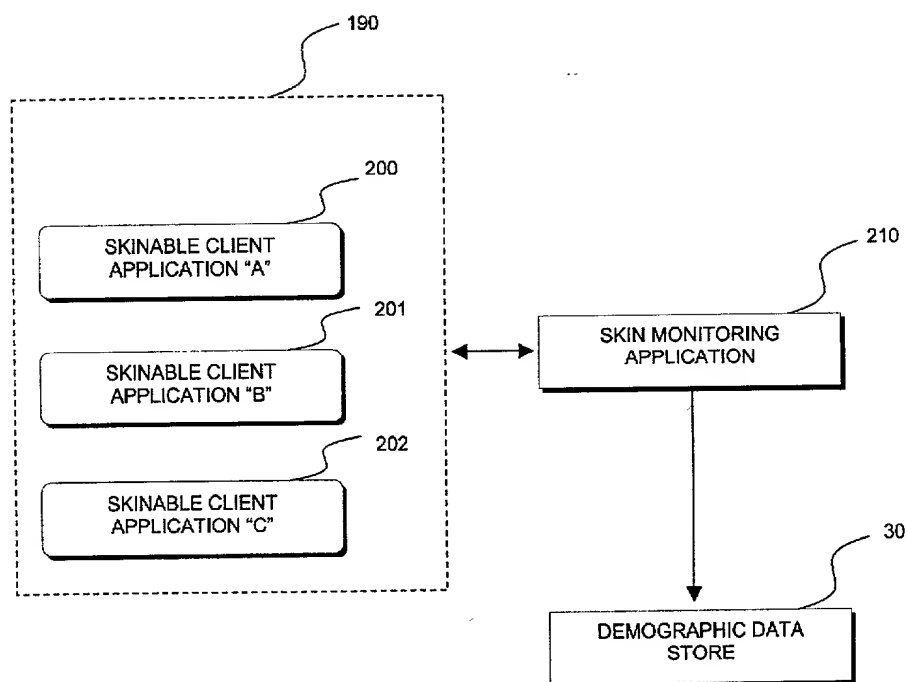 190
200
SKINABLE CLIENT
APPLICATION "A"
201
SKINABLE CLIENT
APPLICATION "B"
202
SKINABLE CLIENT
APPLICATION "C"
210
SKIN MONITORING
APPLICATION
30
DEMOGRAPHIC DATA
STORE